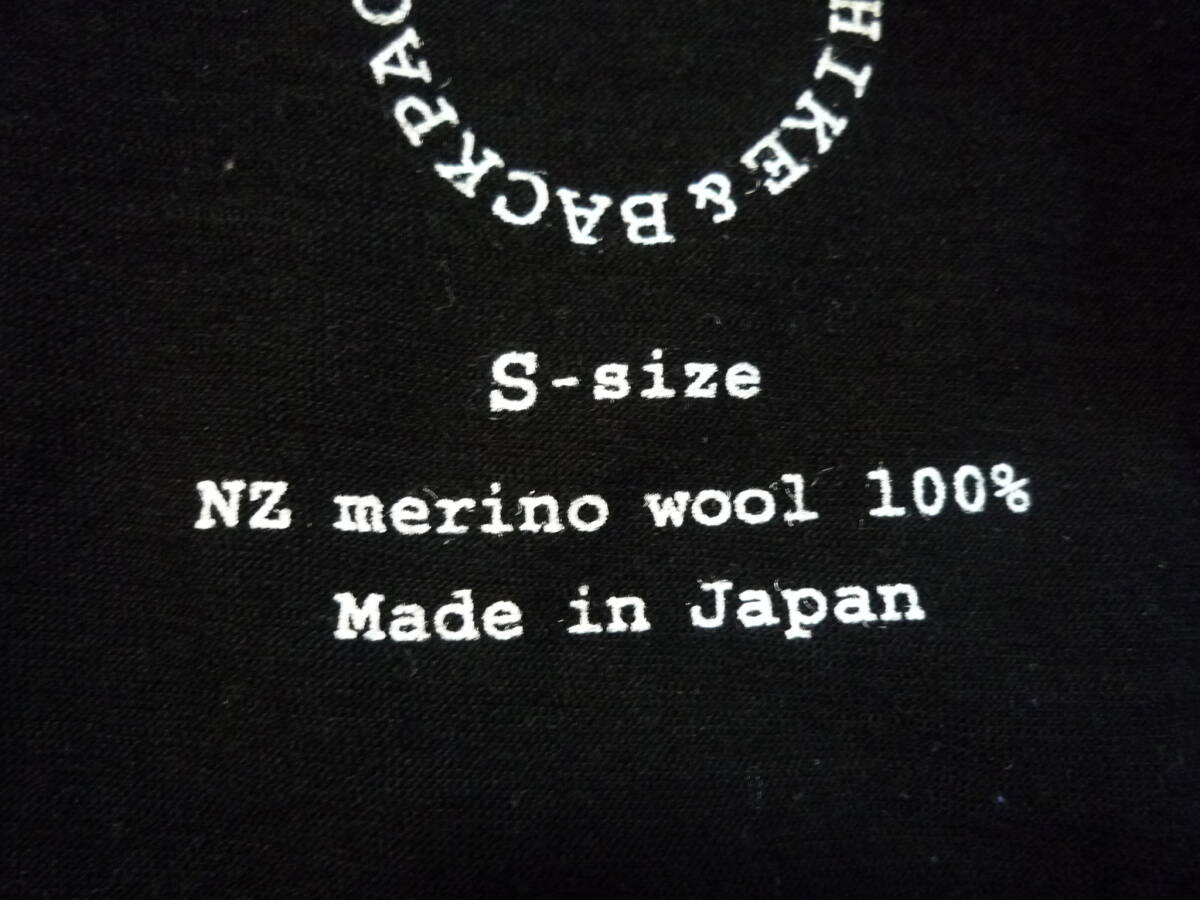 HIKE & BACKPAC
S-size
NZ merino wool 100%
Made in Japan